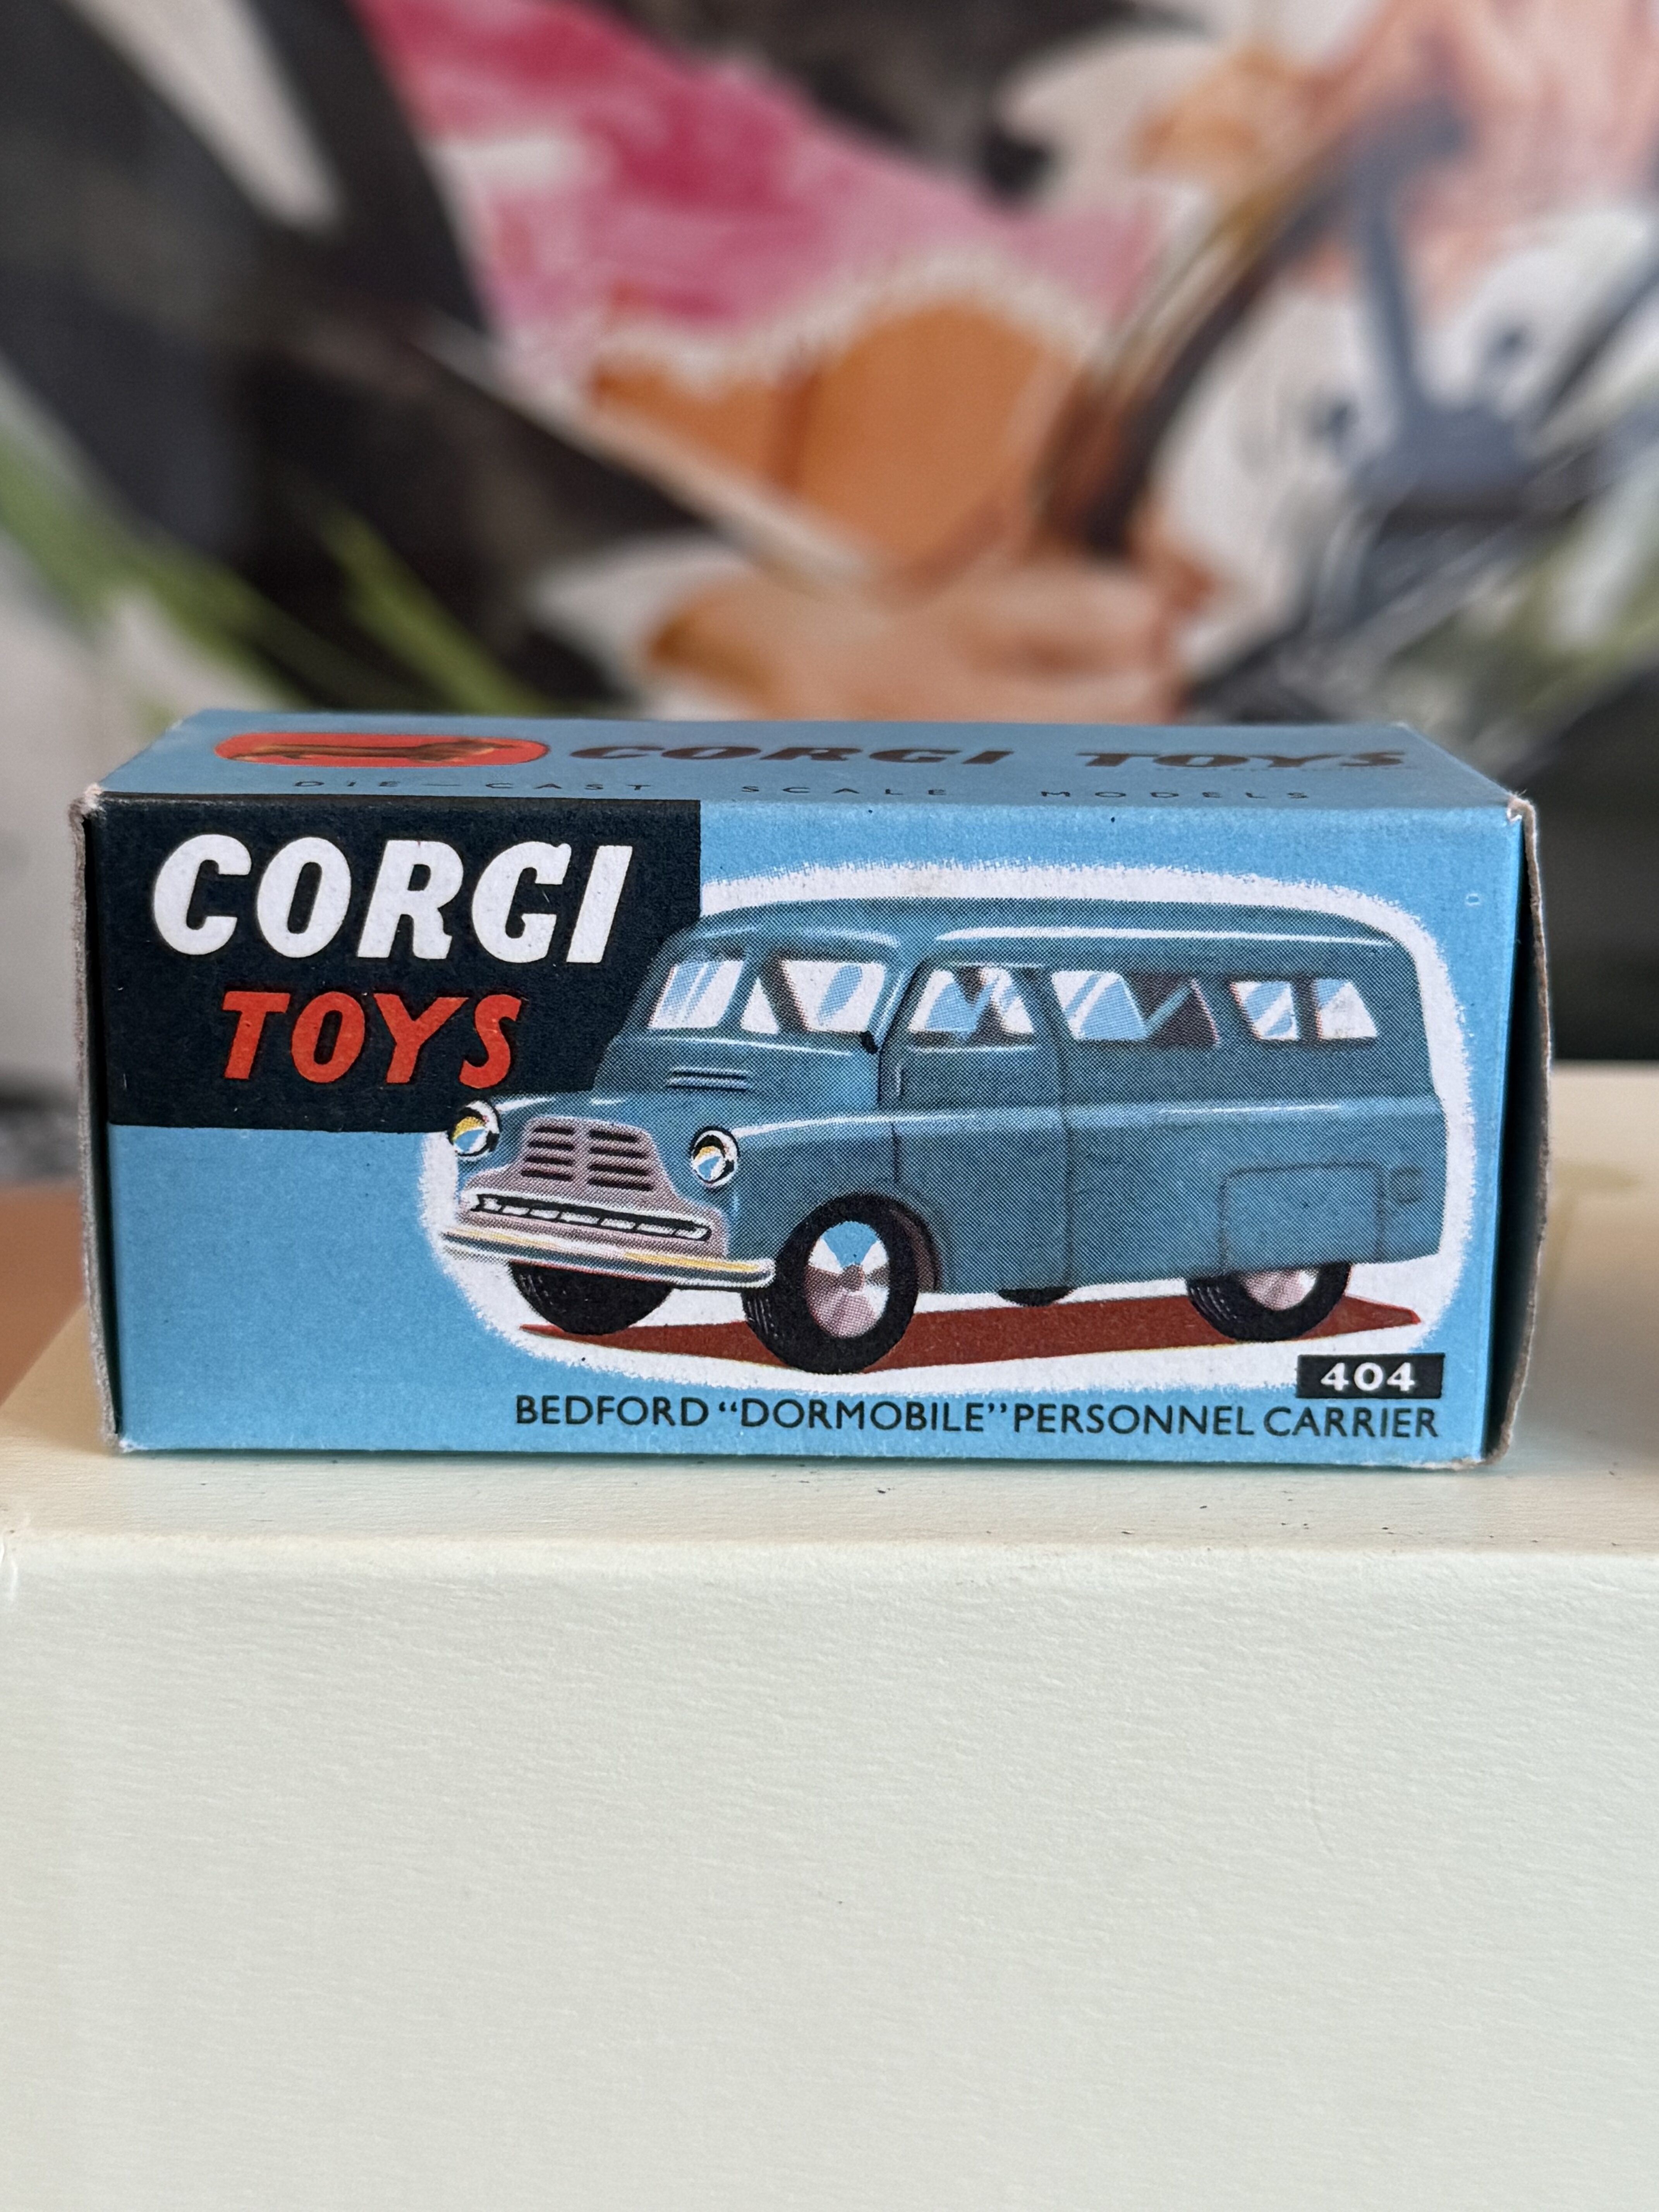 CORGI TOYS
DIE-CAST SCALE MODELS
CORGI
TOYS
404
BEDFORD “DORMOBILE” PERSONNEL CARRIER